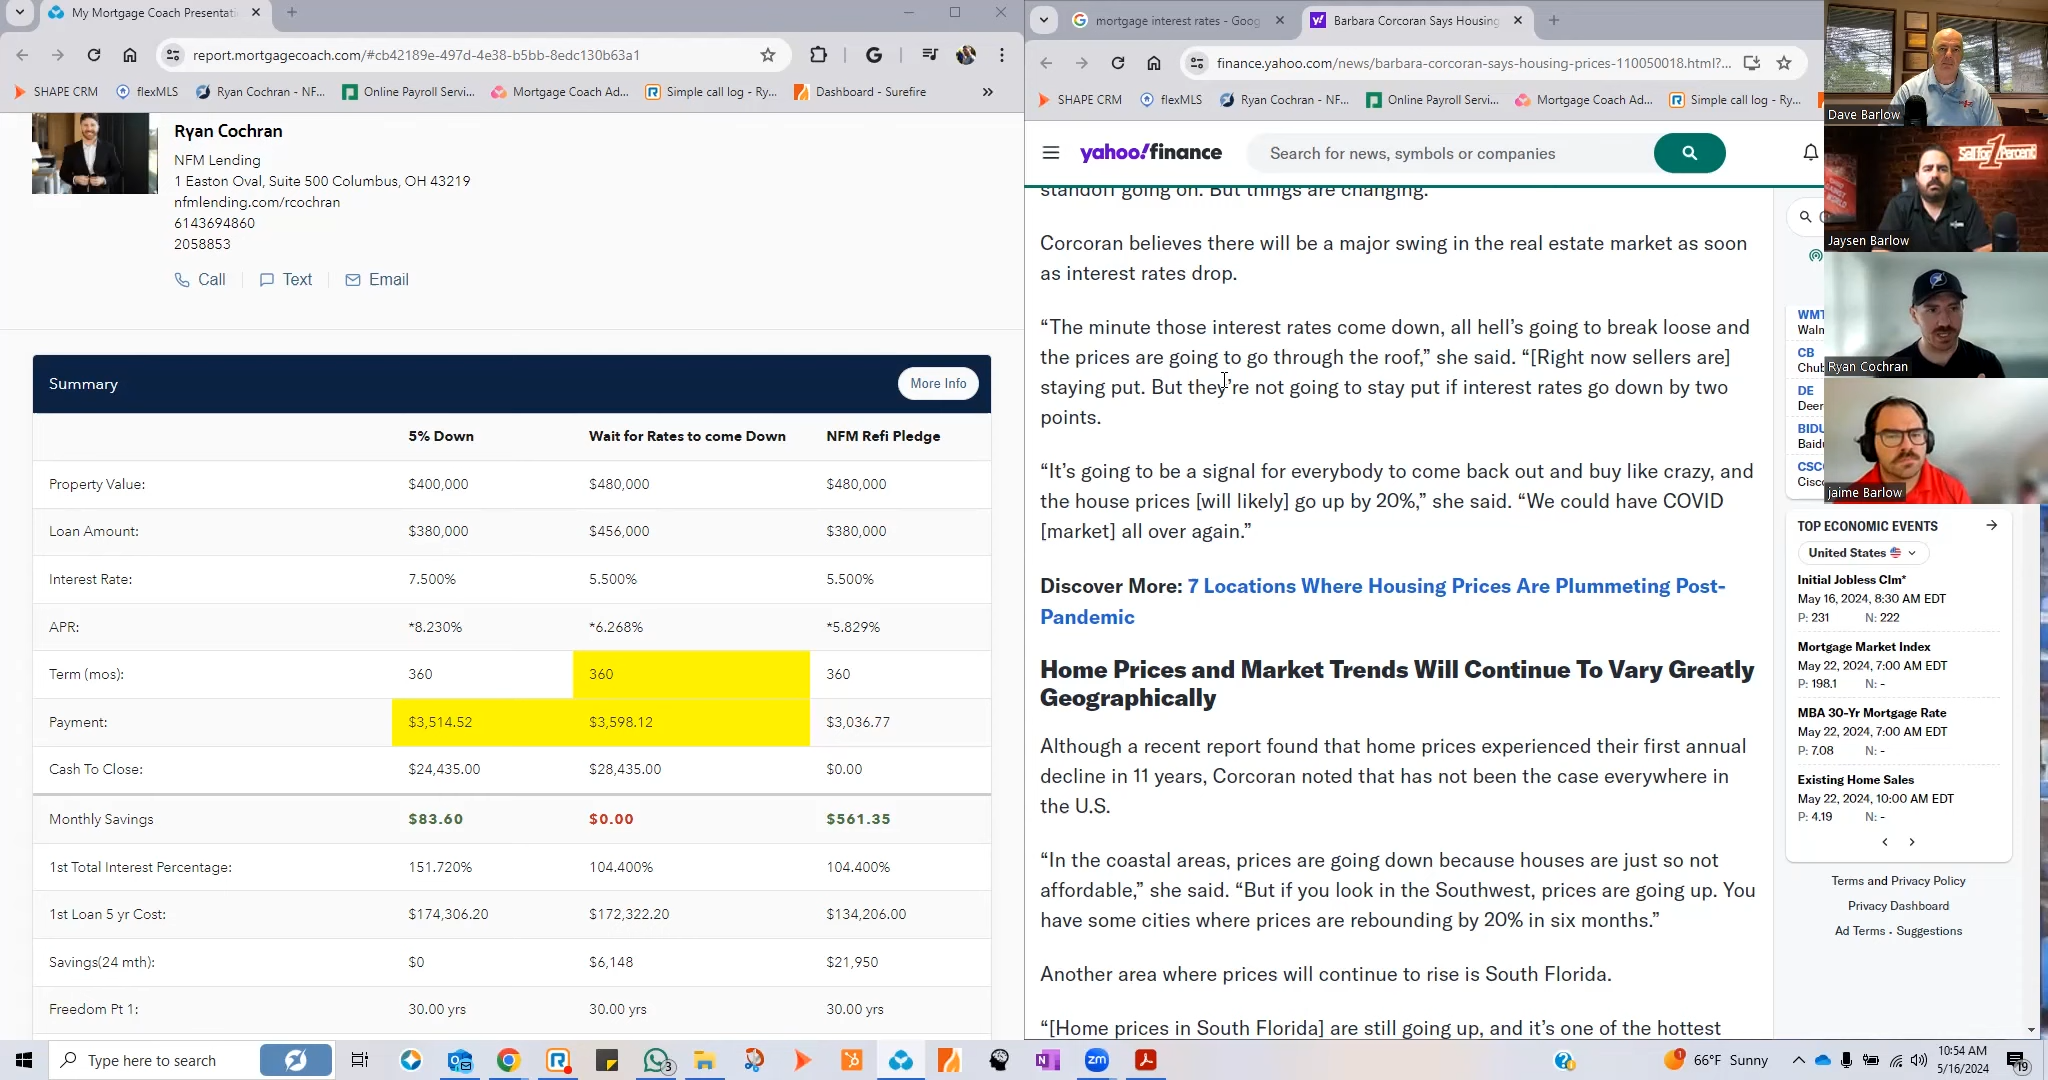 My Mortgage Coach Presentati
report.mortgagecoach.com/#cb42189e-497d-4e38-b5bb-8edc130b63a1
SHAPE CRM
flexMLS
Ryan Cochran - NF...
Online Payroll Servi...
Mortgage Coach Ad...
Simple call log - Ry...
Dashboard - Surefire
Ryan Cochran
NFM Lending
1 Easton Oval, Suite 500 Columbus, OH 43219
nfmlending.com/rcochran
6143694860
2058853
Call Text Email
Summary More Info
5% Down Wait for Rates to come Down NFM Refi Pledge
Property Value: $400,000 $480,000 $480,000
Loan Amount: $380,000 $456,000 $380,000
Interest Rate: 7.500% 5.500% 5.500%
APR: *8.230% *6.268% *5.829%
Term (mos): 360 360 360
Payment: $3,514.52 $3,598.12 $3,036.77
Cash To Close: $24,435.00 $28,435.00 $0.00
Monthly Savings $83.60 $0.00 $561.35
1st Total Interest Percentage: 151.720% 104.400% 104.400%
1st Loan 5 yr Cost: $174,306.20 $172,322.20 $134,206.00
Savings(24 mth): $0 $6,148 $21,950
Freedom Pt 1: 30.00 yrs 30.00 yrs 30.00 yrs
mortgage interest rates - Goog
Barbara Corcoran Says Housing
finance.yahoo.com/news/barbara-corcoran-says-housing-prices-110050018.html?...
SHAPE CRM
flexMLS
Ryan Cochran - NF...
Online Payroll Servi...
Mortgage Coach Ad...
Simple call log - Ry...
yahoo!finance
Search for news, symbols or companies
standoff going on. But things are changing.
Corcoran believes there will be a major swing in the real estate market as soon
as interest rates drop.
“The minute those interest rates come down, all hell’s going to break loose and
the prices are going to go through the roof,” she said. “[Right now sellers are]
staying put. But they’re not going to stay put if interest rates go down by two
points.
“It’s going to be a signal for everybody to come back out and buy like crazy, and
the house prices [will likely] go up by 20%,” she said. “We could have COVID
[market] all over again.”
Discover More: 7 Locations Where Housing Prices Are Plummeting Post-
Pandemic
Home Prices and Market Trends Will Continue To Vary Greatly
Geographically
Although a recent report found that home prices experienced their first annual
decline in 11 years, Corcoran noted that has not been the case everywhere in
the U.S.
“In the coastal areas, prices are going down because houses are just so not
affordable,” she said. “But if you look in the Southwest, prices are going up. You
have some cities where prices are rebounding by 20% in six months.”
Another area where prices will continue to rise is South Florida.
“[Home prices in South Florida] are still going up, and it’s one of the hottest
WMT
Walm
CB
Chub
DE
Deer
BIDU
Baidu
CSCO
Cisco
TOP ECONOMIC EVENTS
United States
Initial Jobless Clm*
May 16, 2024, 8:30 AM EDT
P: 231 N: 222
Mortgage Market Index
May 22, 2024, 7:00 AM EDT
P: 198.1 N: -
MBA 30-Yr Mortgage Rate
May 22, 2024, 7:00 AM EDT
P: 7.08 N: -
Existing Home Sales
May 22, 2024, 10:00 AM EDT
P: 4.19 N: -
Terms and Privacy Policy
Privacy Dashboard
Ad Terms • Suggestions
Dave Barlow
Jaysen Barlow
Ryan Cochran
jaime Barlow
Type here to search
3
zm
66°F Sunny
10:54 AM
5/16/2024
19